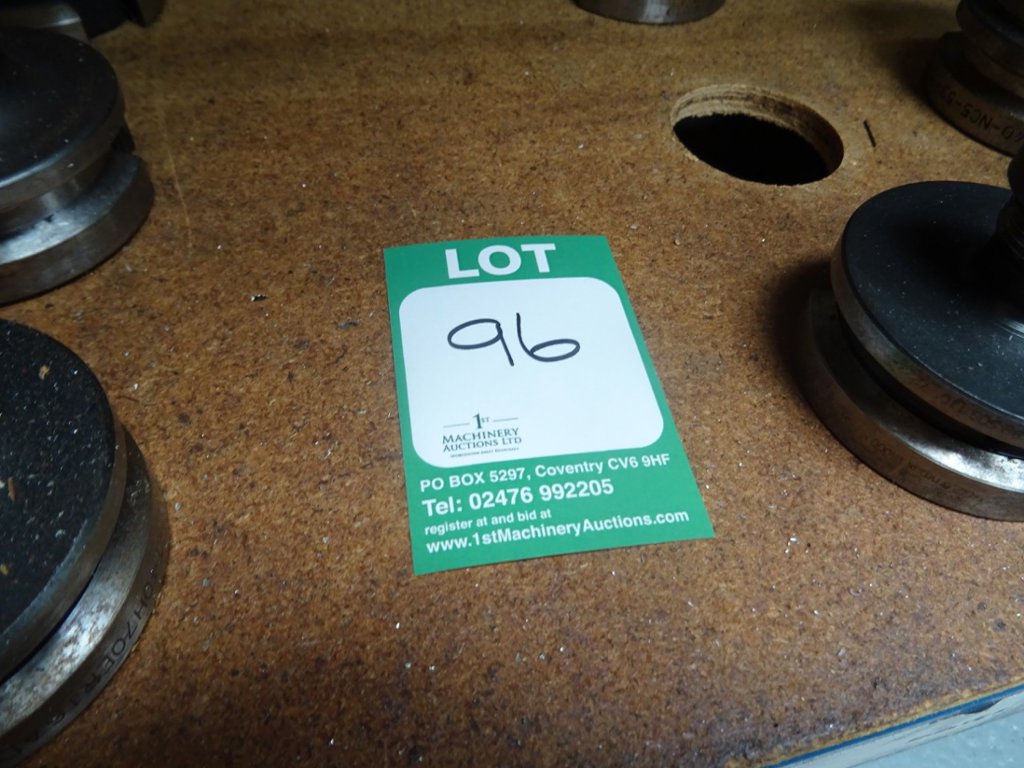 LOT
96
1ST
MACHINERY
AUCTIONS LTD
PO BOX 5297, Coventry CV6 9HF
Tel: 02476 992205
register at and bid at
www.1stMachineryAuctions.com